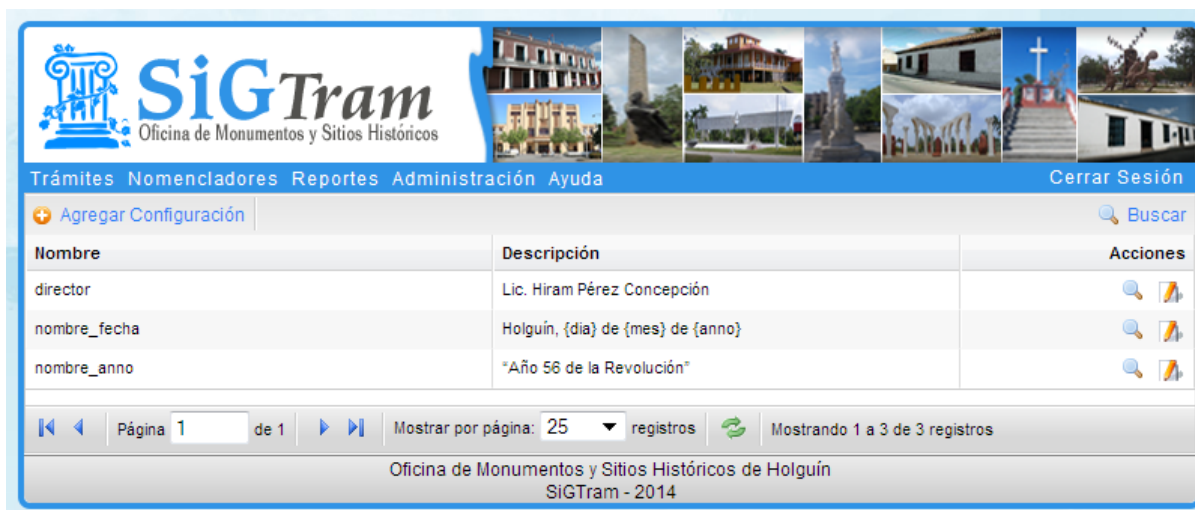 SiGTram
Oficina de Monumentos y Sitios Históricos
Trámites Nomencladores Reportes Administración Ayuda Cerrar Sesión
Agregar Configuración Buscar
Nombre Descripción Acciones
director Lic. Hiram Pérez Concepción
nombre_fecha Holguín, {dia} de {mes} de {anno}
nombre_anno “Año 56 de la Revolución”
Página 1 de 1 Mostrar por página: 25 registros Mostrando 1 a 3 de 3 registros
Oficina de Monumentos y Sitios Históricos de Holguín
SiGTram - 2014